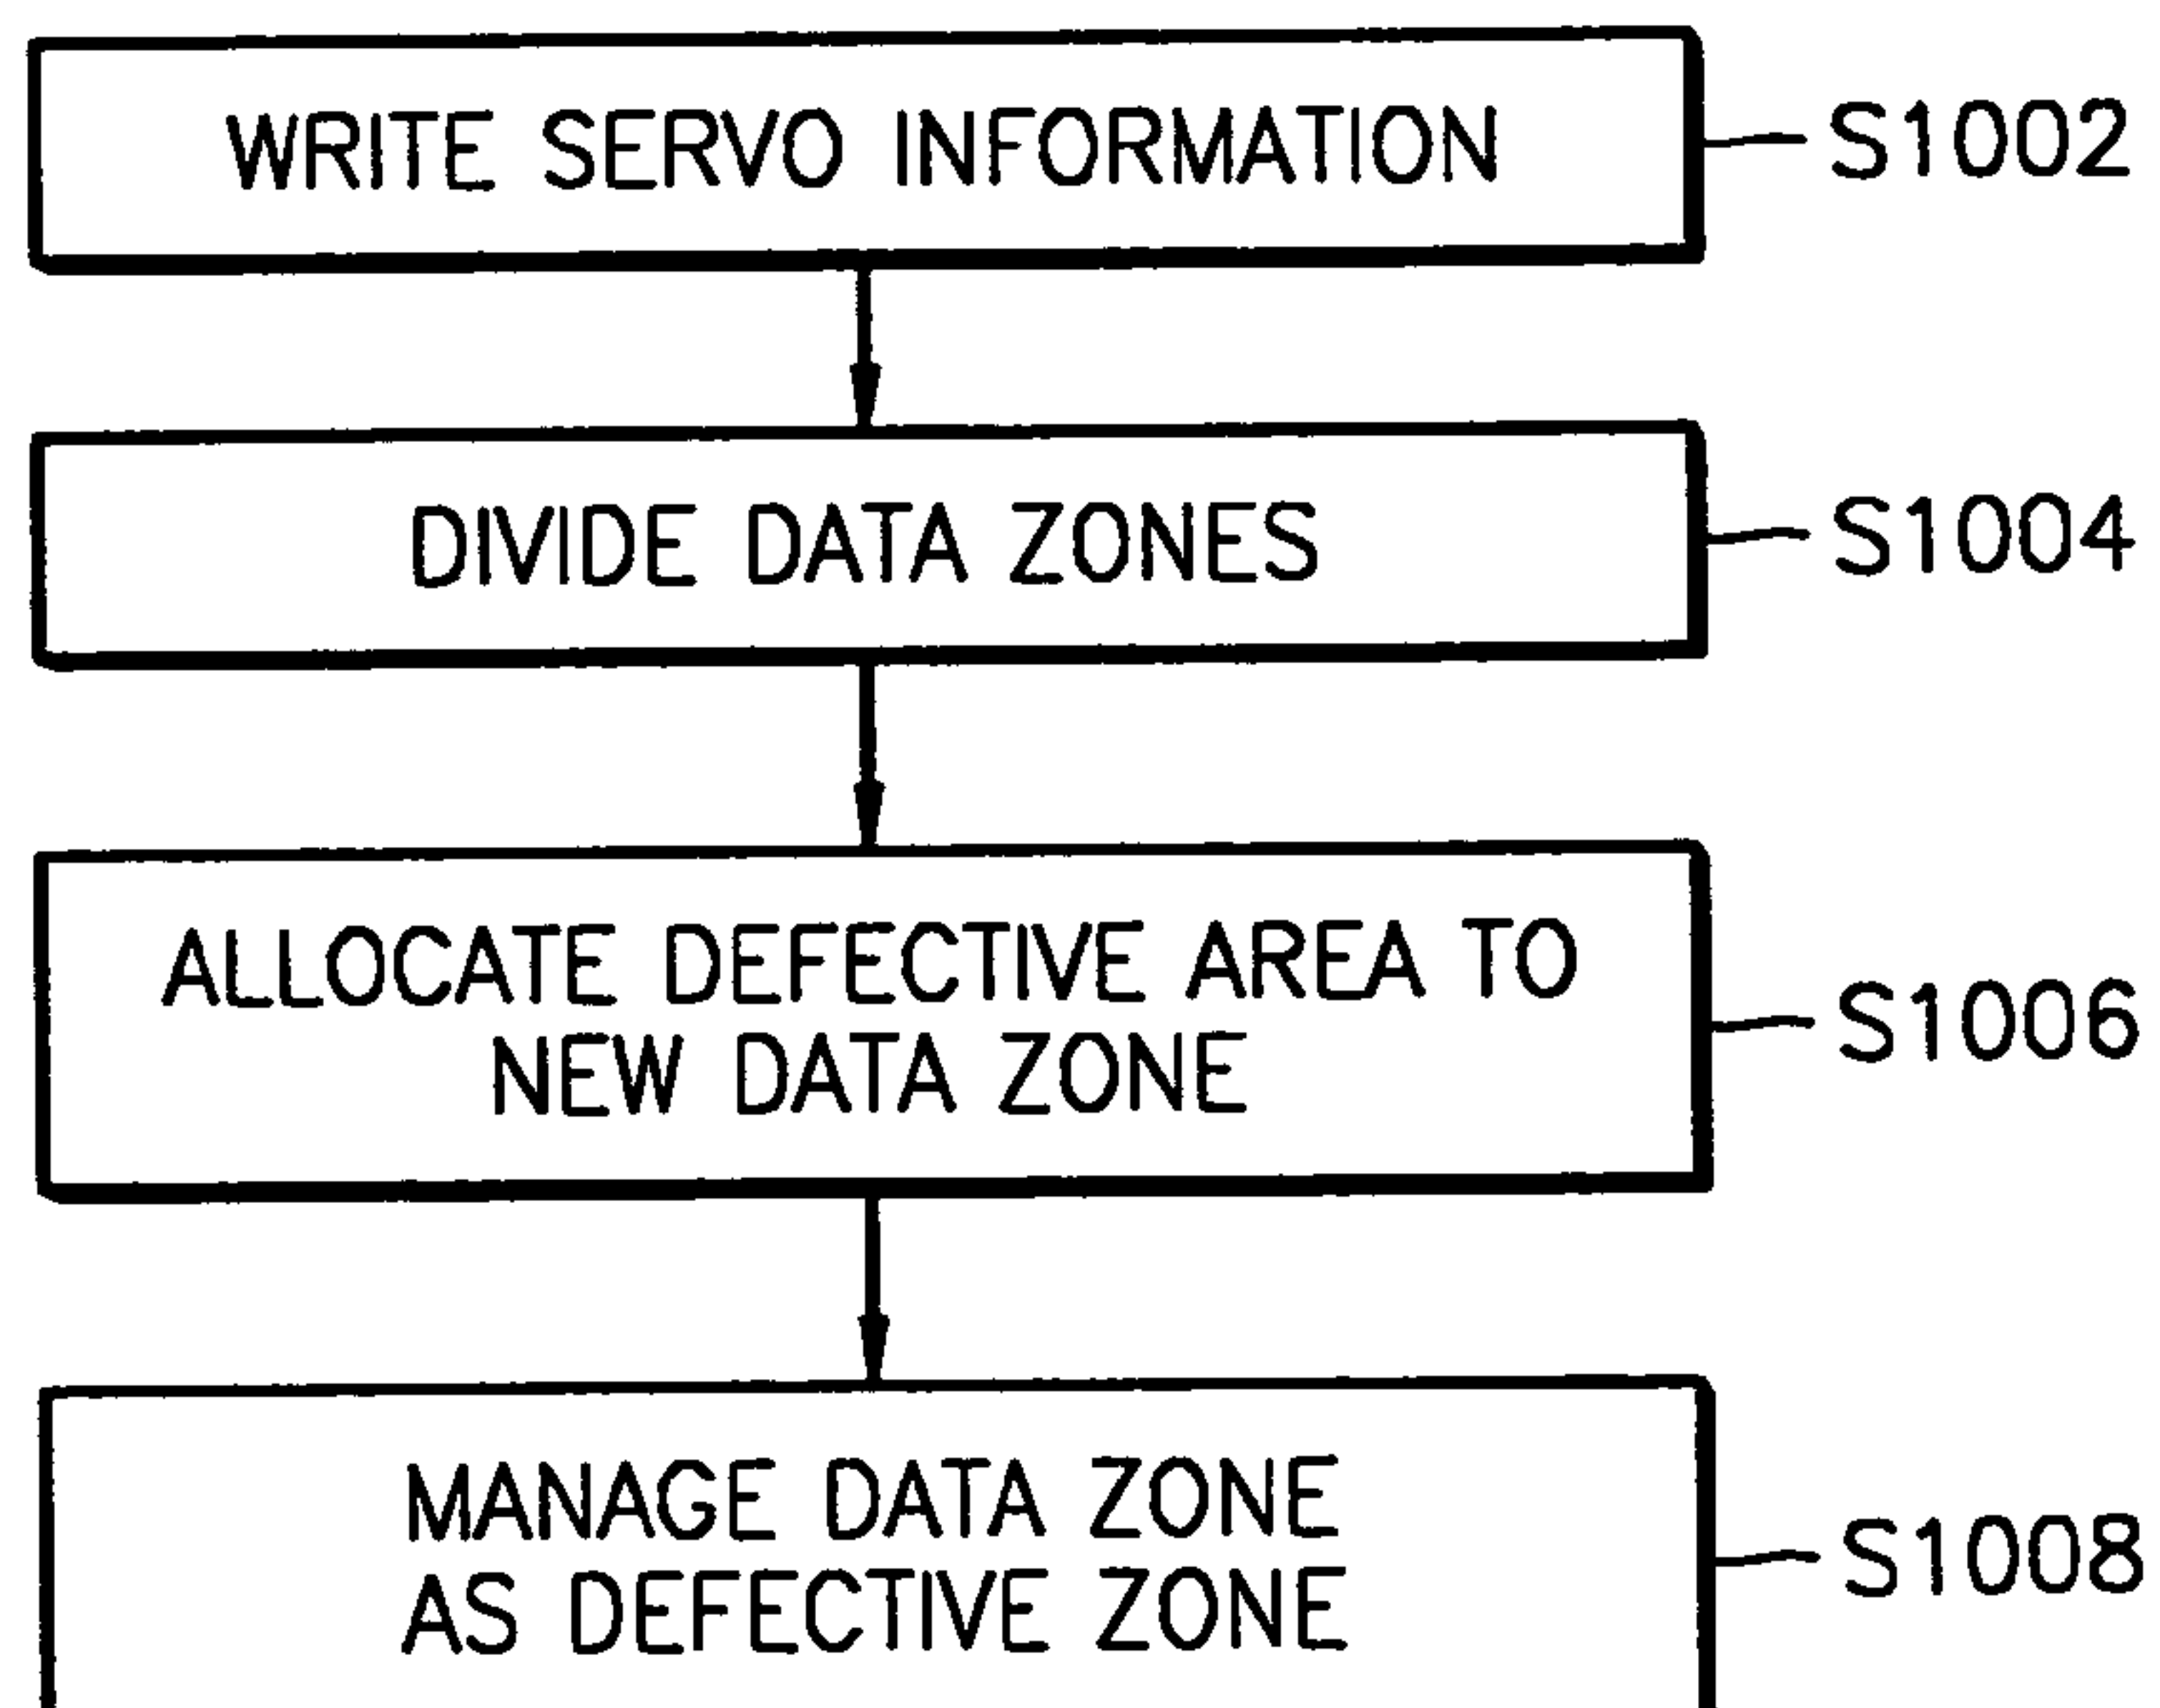 WRITE SERVO INFORMATION
S1002
DIVIDE DATA ZONES
S1004
ALLOCATE DEFECTIVE AREA TO
NEW DATA ZONE
S1006
MANAGE DATA ZONE
AS DEFECTIVE ZONE
S1008